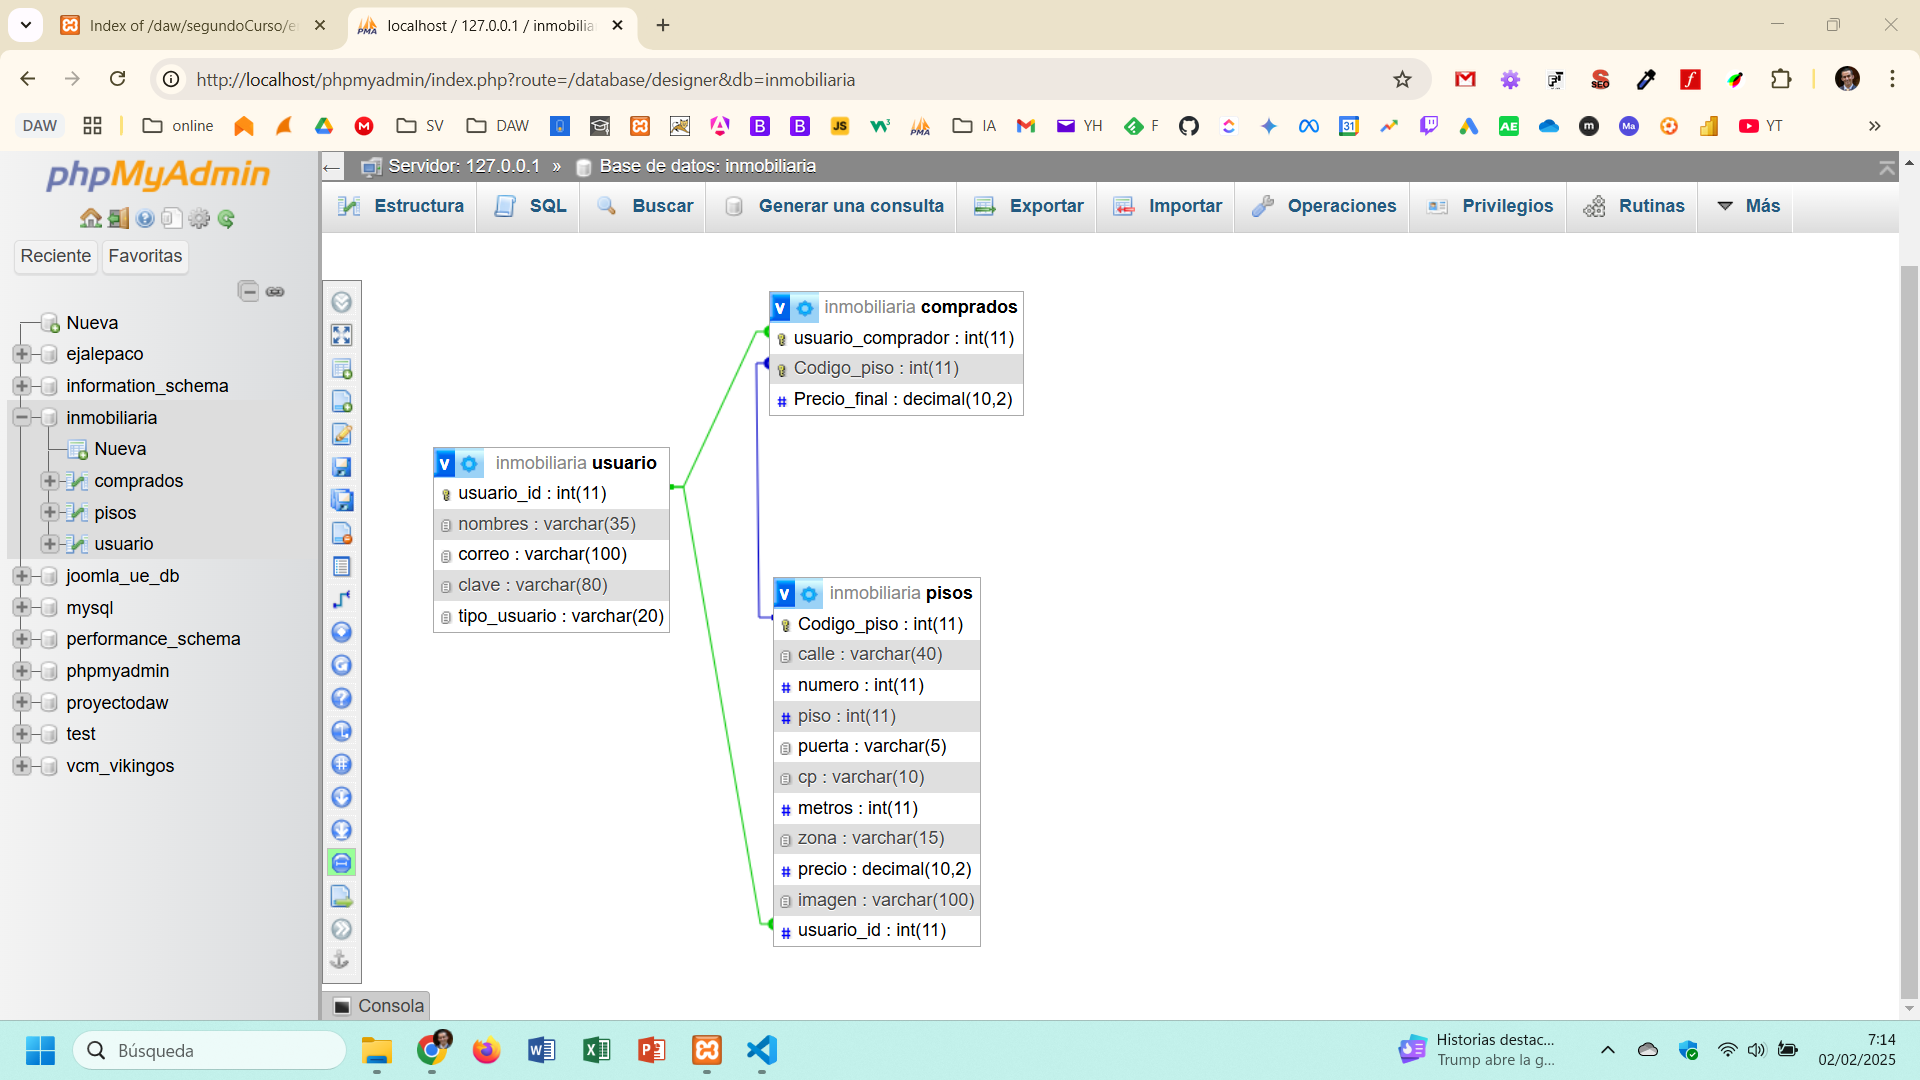 Index of /daw/segundoCurso/e
localhost / 127.0.0.1 / inmobilia
http://localhost/phpmyadmin/index.php?route=/database/designer&db=inmobiliaria
DAW
online
SV
DAW
IA
YH
F
YT
phpMyAdmin
Reciente
Favoritas
Nueva
ejalepaco
information_schema
inmobiliaria
Nueva
comprados
pisos
usuario
joomla_ue_db
mysql
performance_schema
phpmyadmin
proyectodaw
test
vcm_vikingos
Servidor: 127.0.0.1 » Base de datos: inmobiliaria
Estructura
SQL
Buscar
Generar una consulta
Exportar
Importar
Operaciones
Privilegios
Rutinas
Más
v inmobiliaria comprados
usuario_comprador : int(11)
Codigo_piso : int(11)
# Precio_final : decimal(10,2)
v inmobiliaria usuario
usuario_id : int(11)
nombres : varchar(35)
correo : varchar(100)
clave : varchar(80)
tipo_usuario : varchar(20)
v inmobiliaria pisos
Codigo_piso : int(11)
calle : varchar(40)
# numero : int(11)
# piso : int(11)
puerta : varchar(5)
cp : varchar(10)
# metros : int(11)
zona : varchar(15)
# precio : decimal(10,2)
imagen : varchar(100)
# usuario_id : int(11)
Consola
Búsqueda
Historias destac...
Trump abre la g...
7:14
02/02/2025